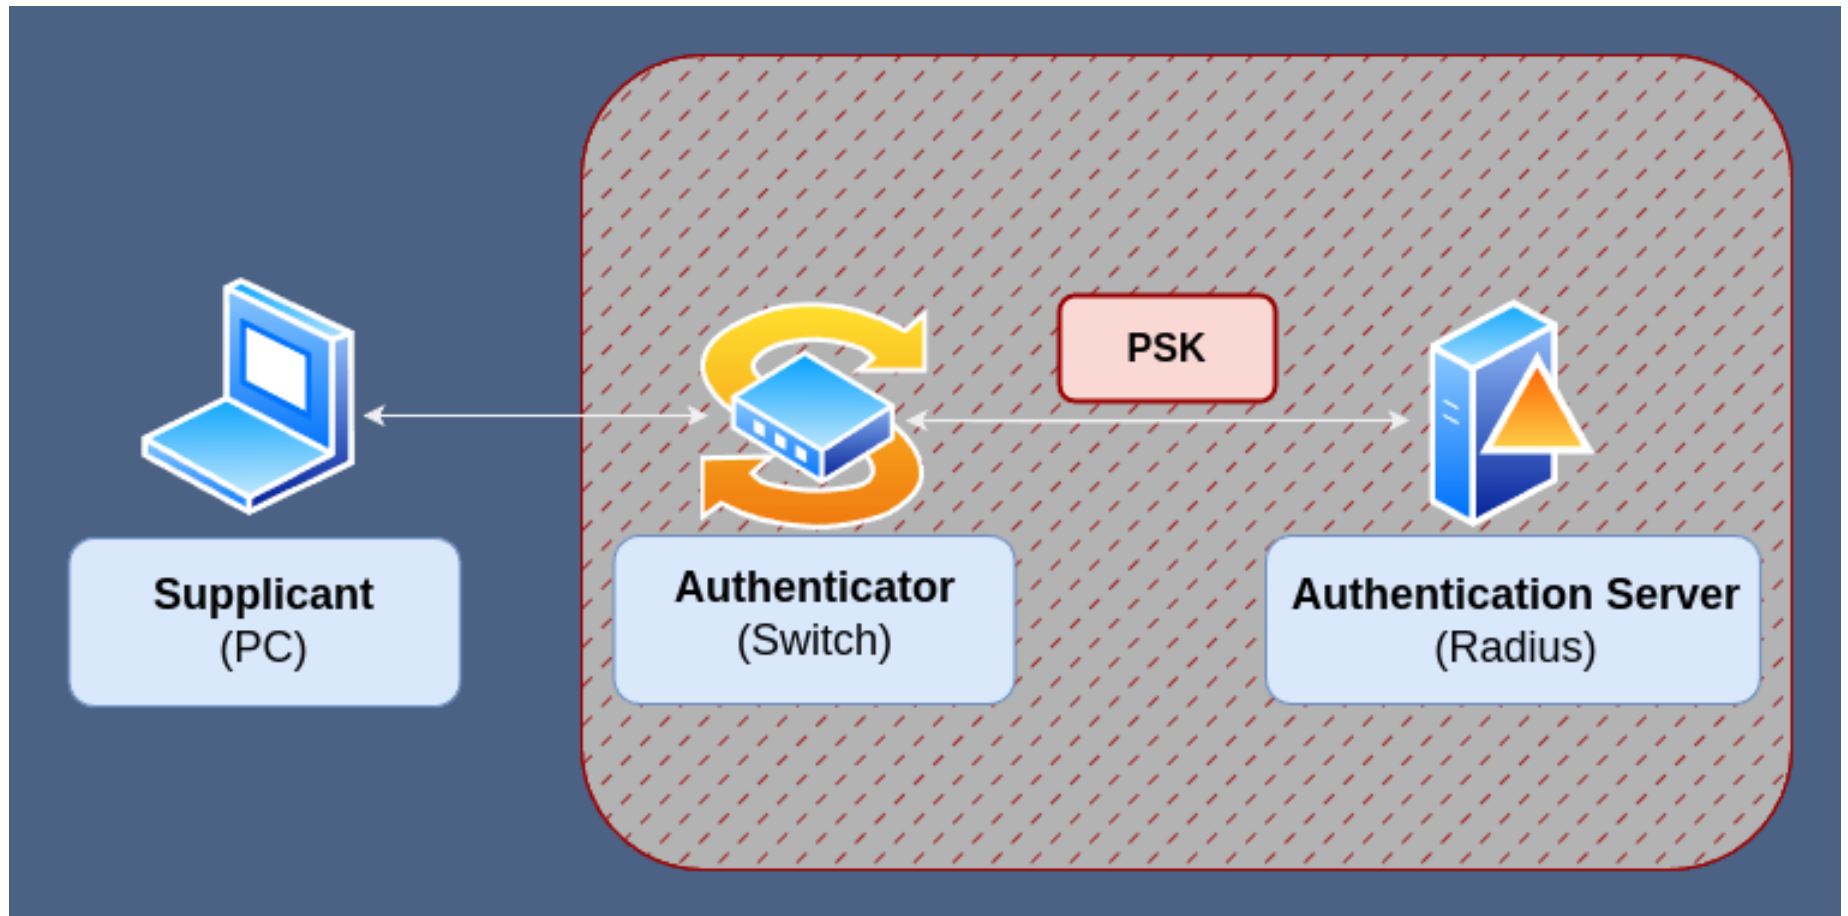 PSK
Supplicant
(PC)
Authenticator
(Switch)
Authentication Server
(Radius)